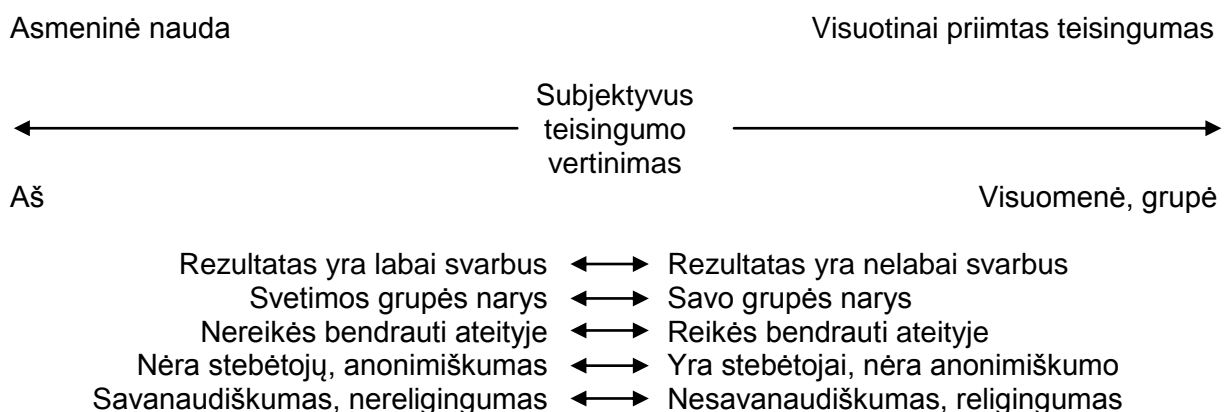 Asmeninė nauda Visuotinai priimtas teisingumas
Subjektyvus
teisingumo
vertinimas
Aš Visuomenė, grupė
Rezultatas yra labai svarbus Rezultatas yra nelabai svarbus
Svetimos grupės narys Savo grupės narys
Nereikės bendrauti ateityje Reikės bendrauti ateityje
Nėra stebėtojų, anonimiškumas Yra stebėtojai, nėra anonimiškumo
Savanaudiškumas, nereligingumas Nesavanaudiškumas, religingumas